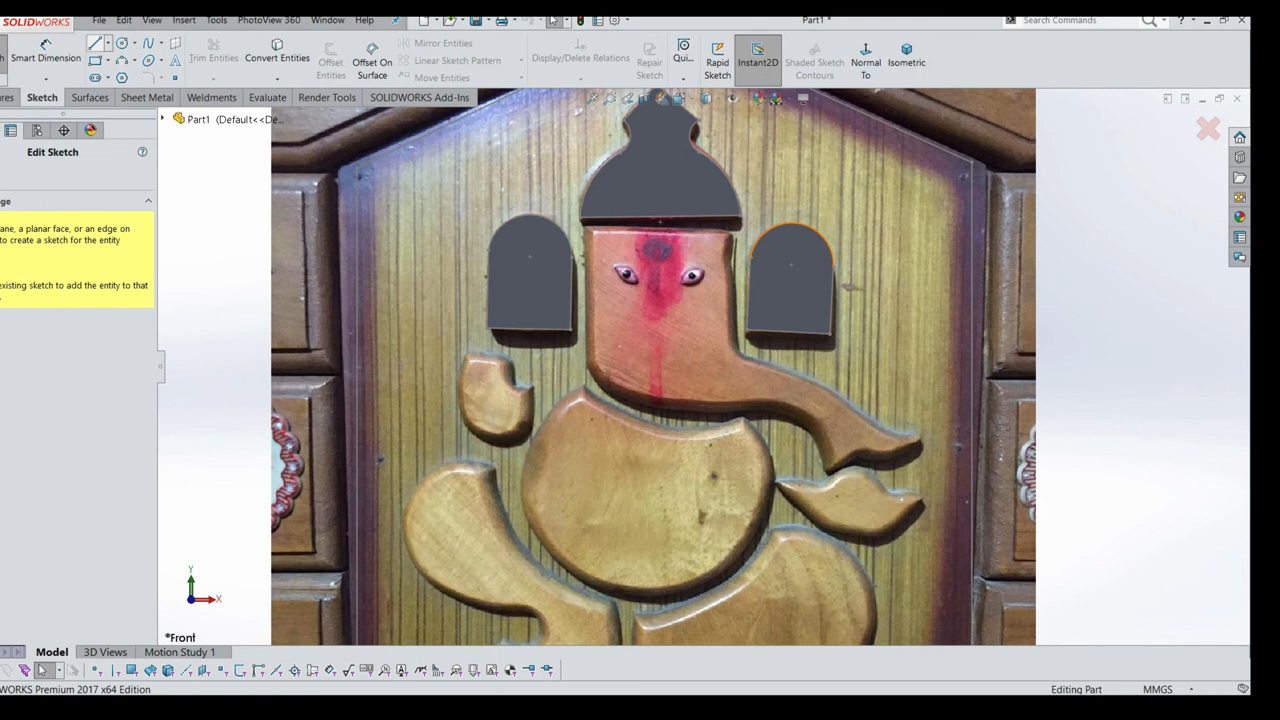 SOLIDWORKS File Edit View Insert Tools PhotoView 360 Window Help Part1 * Search Commands ?
Smart Dimension Trim Entities Convert Entities Offset Entities Offset On Surface Mirror Entities Linear Sketch Pattern Move Entities Display/Delete Relations Repair Sketch Qui... Rapid Sketch Instant2D Shaded Sketch Contours Normal To Isometric
ures Sketch Surfaces Sheet Metal Weldments Evaluate Render Tools SOLIDWORKS Add-Ins
Part1 (Default<<De...
Edit Sketch
ge
ane, a planar face, or an edge on
to create a sketch for the entity
existing sketch to add the entity to that
Y
X
*Front
Model 3D Views Motion Study 1
WORKS Premium 2017 x64 Edition Editing Part MMGS